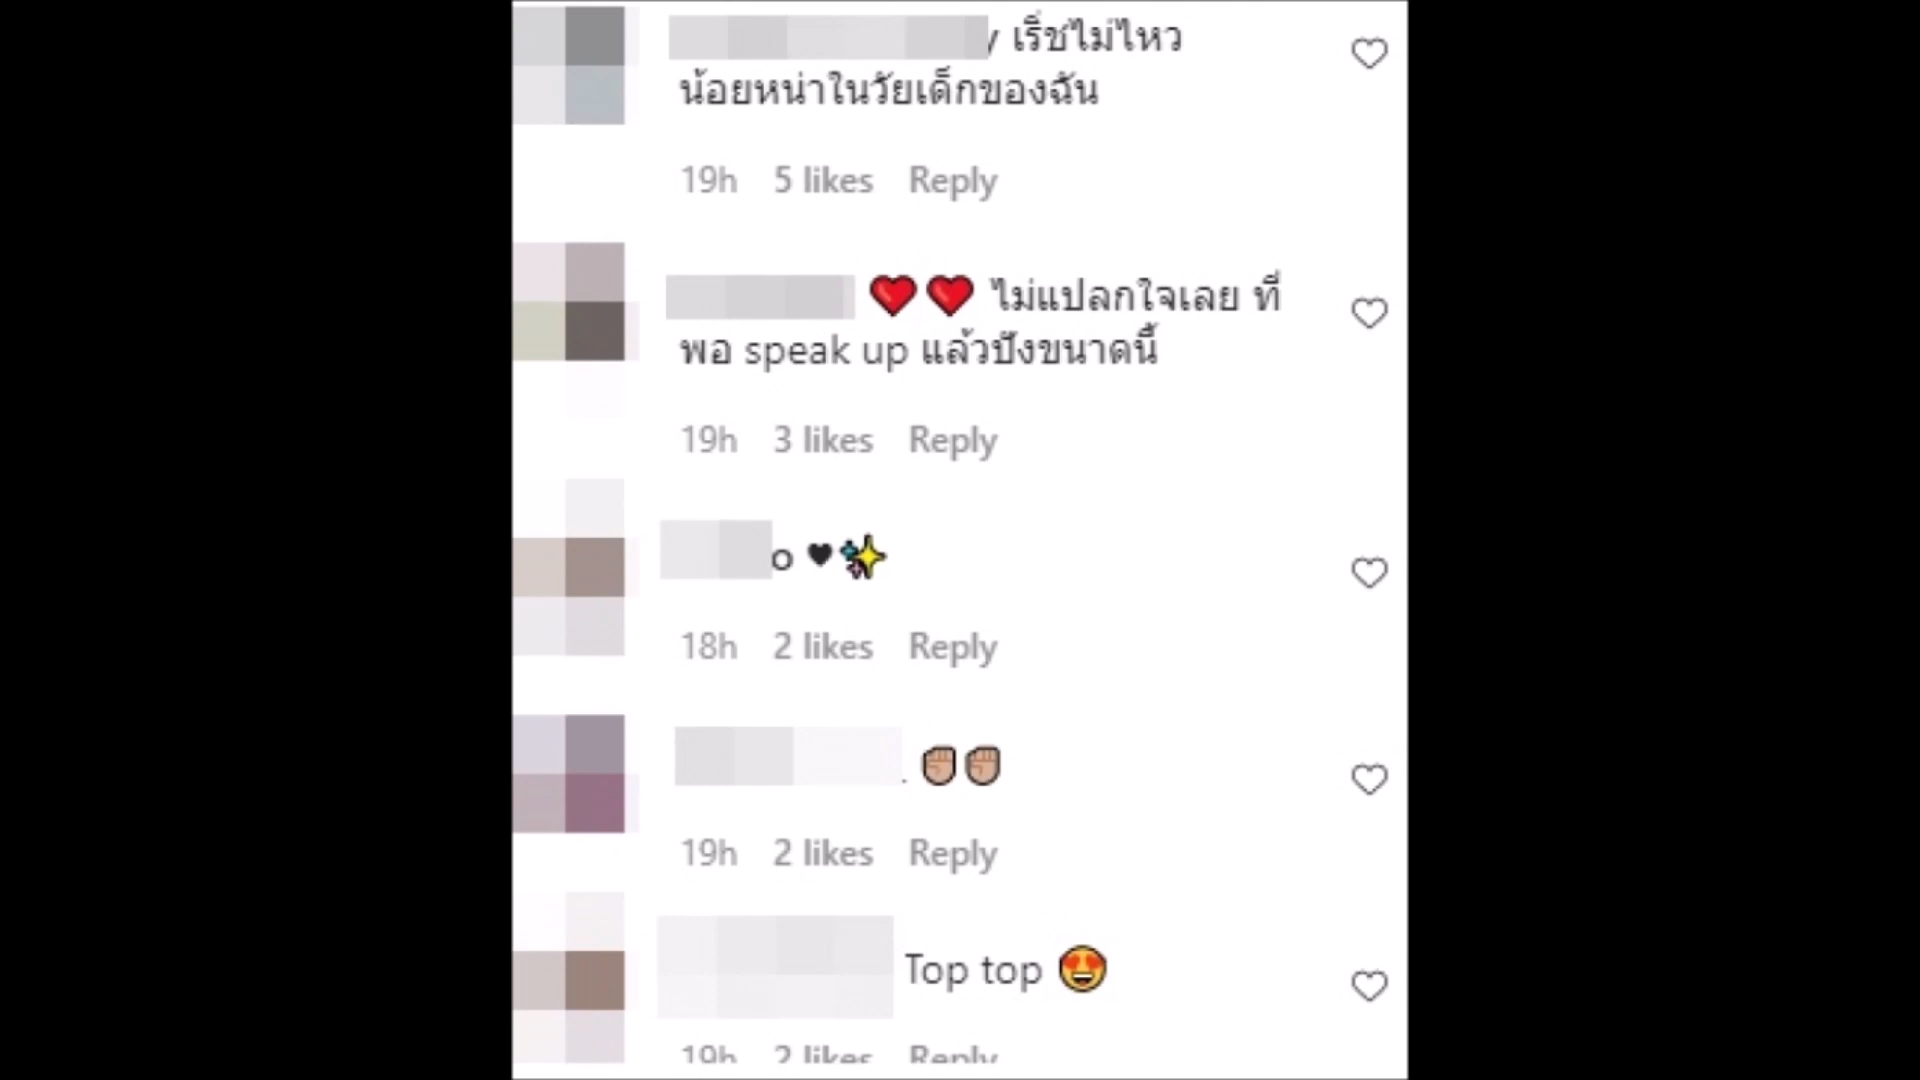 y เริ่ชไม่ไหว
น้อยหน่าในวัยเด็กของฉัน
19h 5 likes Reply
❤️❤️ ไม่แปลกใจเลย ที่
พอ speak up แล้วปังขนาดนี้
19h 3 likes Reply
o 🖤✨
18h 2 likes Reply
. ✊🏽✊🏽
19h 2 likes Reply
Top top 😍
19h 2 likes Reply